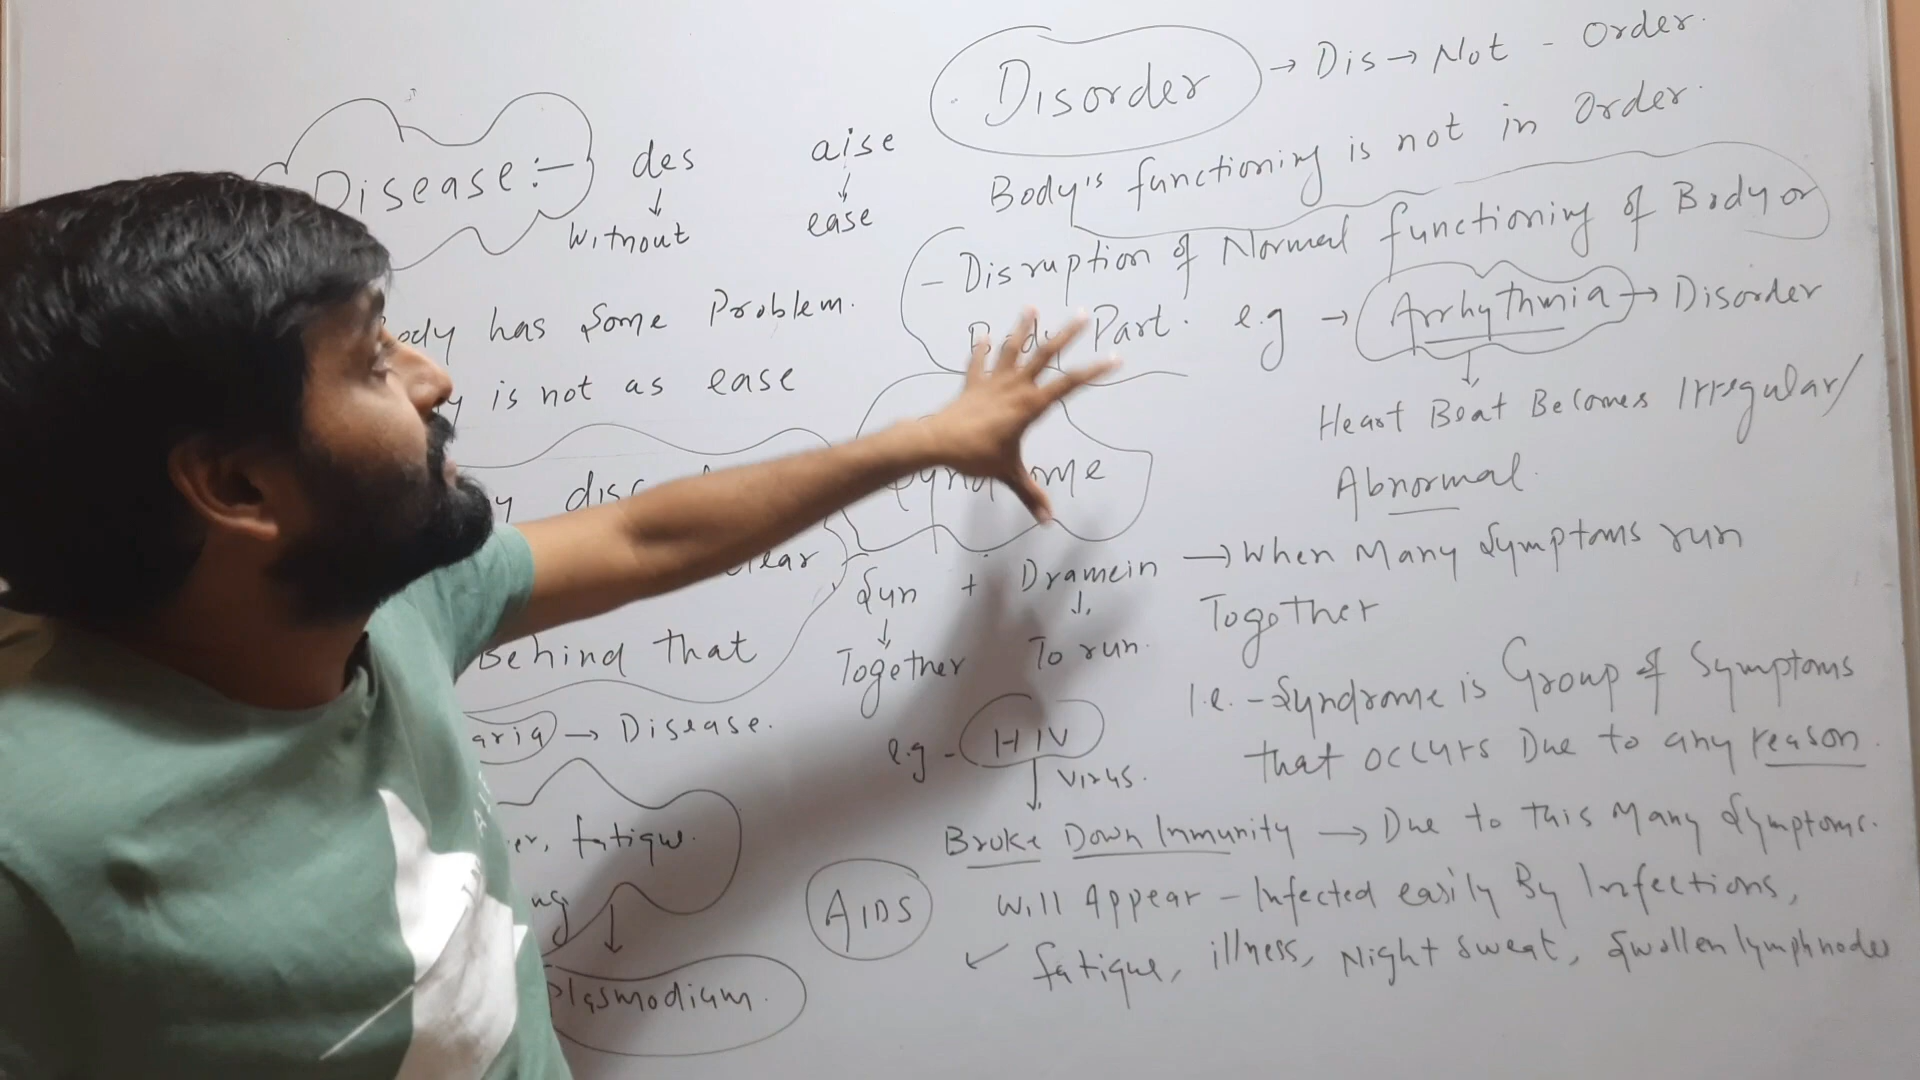 Disease:- des aise
↓ ↓
Without ease
has Some Problem.
is not as ease
Behind That
→ Disease.
fatique.
↓
Plasmodium.
Disorder → Dis → Not - Order.
Body's functioning is not in Order.
- Disruption of Normal functioning of Body or
Body Part. e.g → Arrhythmia → Disorder
↓
Heart Beat Becomes Irregular/
Abnormal.
Syndrome
Syn + Dramein → When Many Symptoms run
Together
↓ ↓
Together To run.
I.e. - Syndrome is Group of Symptoms
that occurs Due to any reason.
e.g - HIV
↓ Virus.
Broke Down Immunity → Due to This Many Symptoms.
AIDS
Will Appear - Infected easily By Infections,
fatique, illness, Night Sweat, Swollen lymphnodes